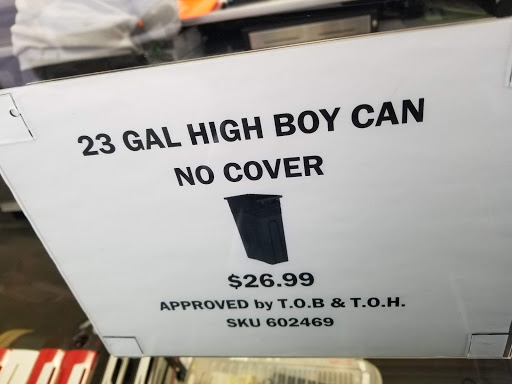 23 GAL HIGH BOY CAN
NO COVER
$26.99
APPROVED by T.O.B & T.O.H.
SKU 602469